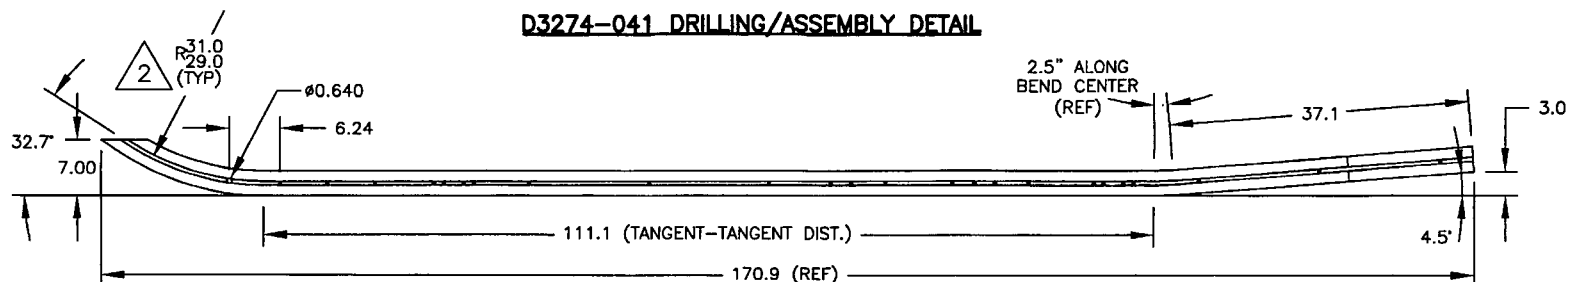 D3274-041 DRILLING/ASSEMBLY DETAIL
2
R31.0
29.0
(TYP)
ø0.640
2.5" ALONG
BEND CENTER
(REF)
37.1
3.0
32.7°
6.24
7.00
111.1 (TANGENT-TANGENT DIST.)
4.5°
170.9 (REF)